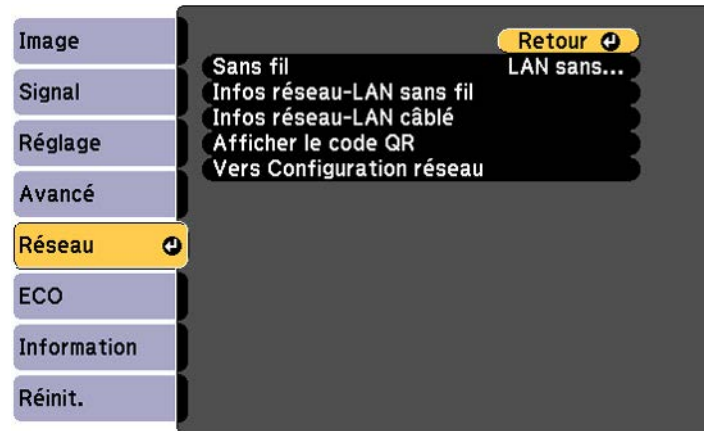 Image
Signal
Réglage
Avancé
Réseau
ECO
Information
Réinit.
Retour
Sans fil LAN sans...
Infos réseau-LAN sans fil
Infos réseau-LAN câblé
Afficher le code QR
Vers Configuration réseau